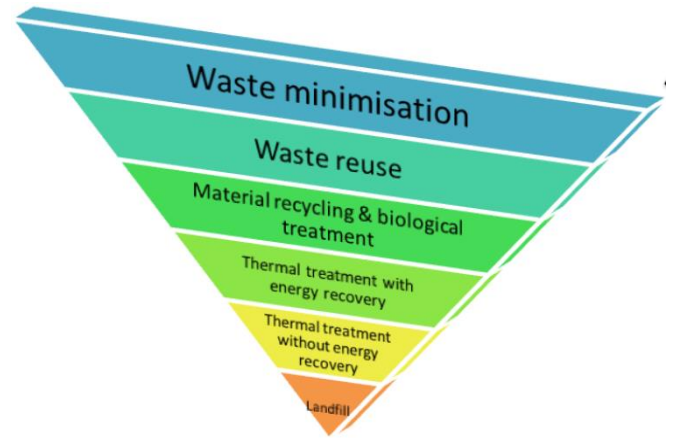 Waste minimisation
Waste reuse
Material recycling & biological
treatment
Thermal treatment with
energy recovery
Thermal treatment
without energy
recovery
Landfill